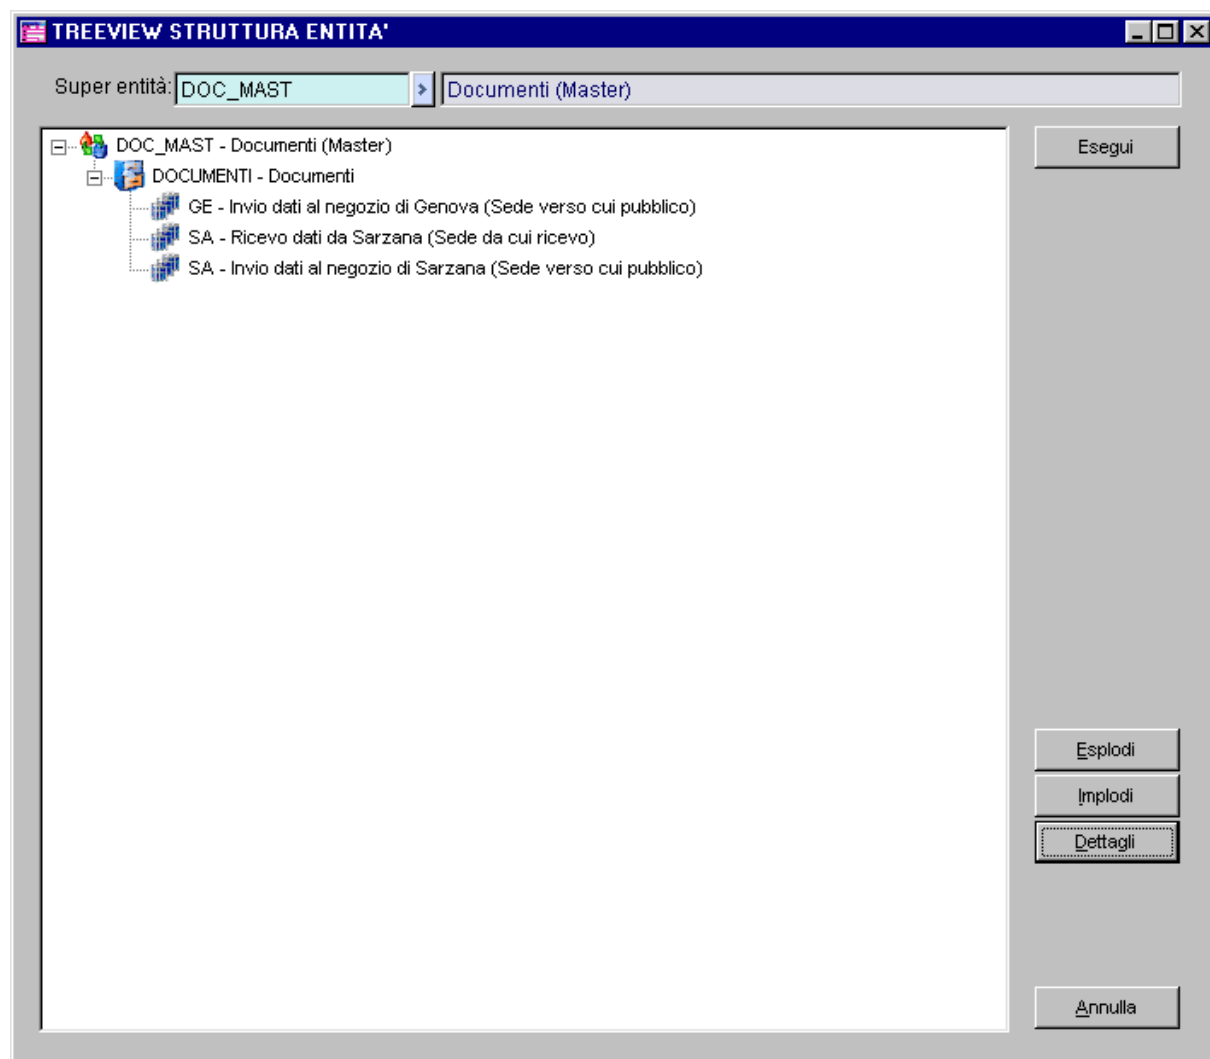 TREEVIEW STRUTTURA ENTITA'
Super entità: DOC_MAST > Documenti (Master)
DOC_MAST - Documenti (Master)
DOCUMENTI - Documenti
GE - Invio dati al negozio di Genova (Sede verso cui pubblico)
SA - Ricevo dati da Sarzana (Sede da cui ricevo)
SA - Invio dati al negozio di Sarzana (Sede verso cui pubblico)
Esegui
Esplodi
Implodi
Dettagli
Annulla